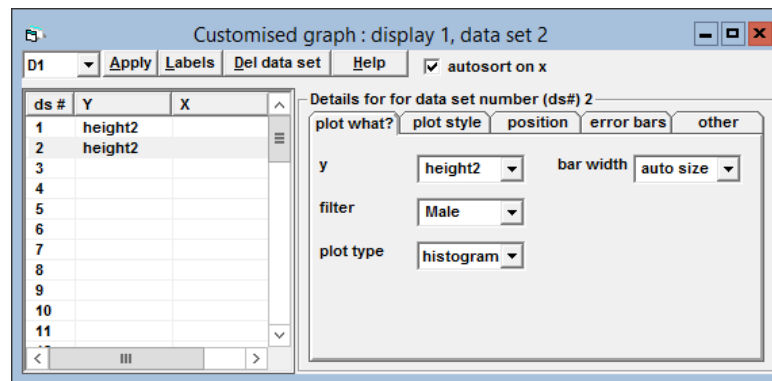 Customised graph : display 1, data set 2
D1 Apply Labels Del data set Help autosort on x
ds # Y X
1 height2
2 height2
3
4
5
6
7
8
9
10
11
Details for for data set number (ds#) 2
plot what? plot style position error bars other
y height2 bar width auto size
filter Male
plot type histogram